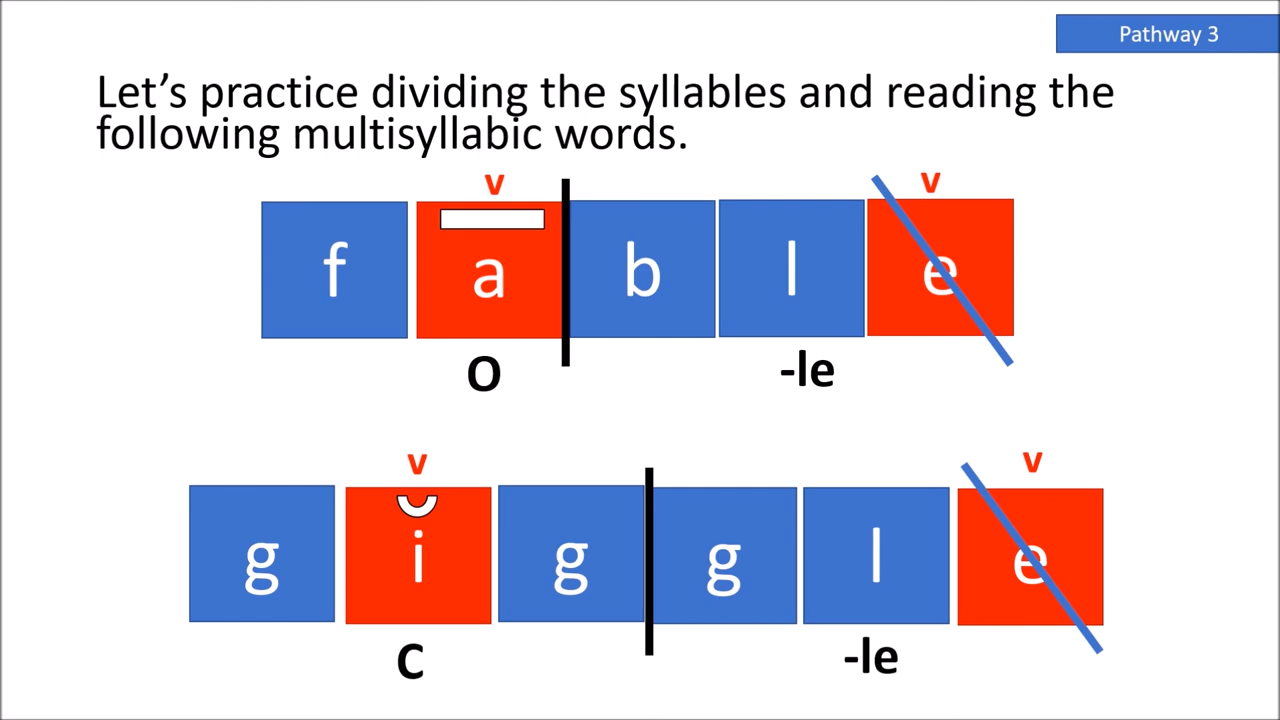 Pathway 3
Let's practice dividing the syllables and reading the
following multisyllabic words.
v v
f a b l e
O -le
v v
g i g g l e
C -le